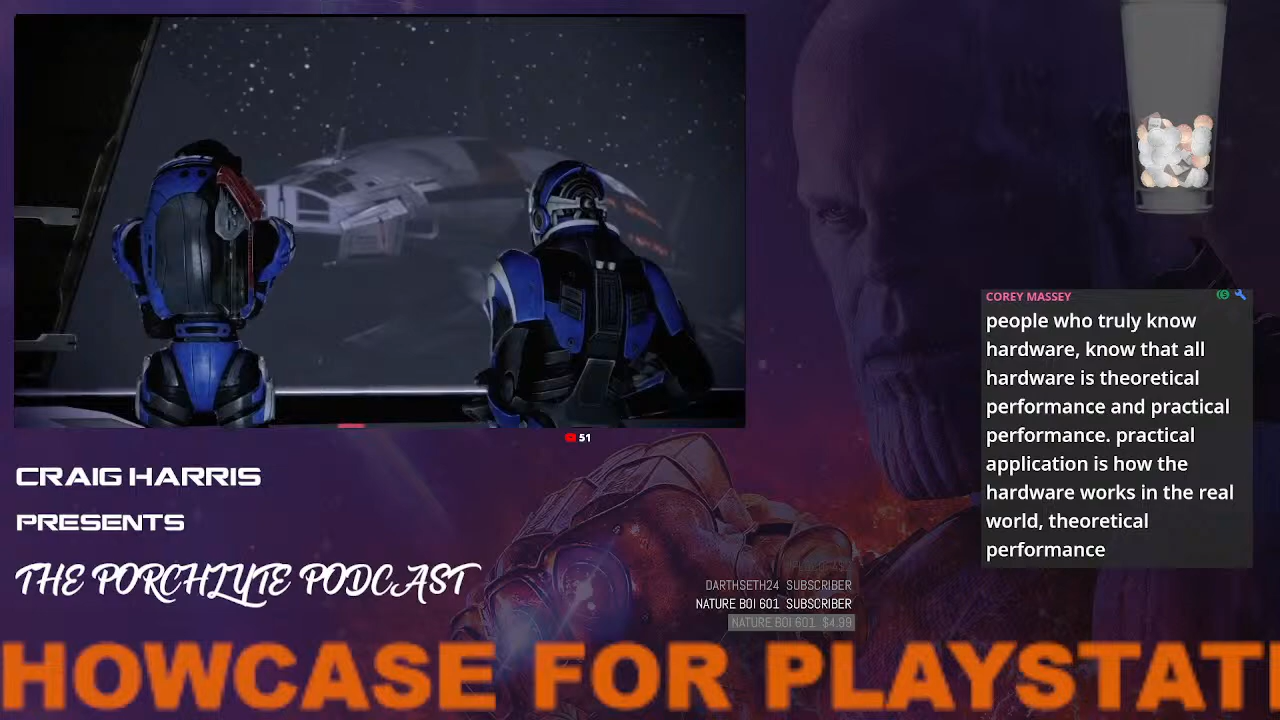 51
CRAIG HARRIS
PRESENTS
THE PORCHLYTE PODCAST
COREY MASSEY
people who truly know
hardware, know that all
hardware is theoretical
performance and practical
performance. practical
application is how the
hardware works in the real
world, theoretical
performance
DARTHSETH24 SUBSCRIBER
NATURE BOI 601 SUBSCRIBER
NATURE BOI 601 $4.99
HOWCASE FOR PLAYSTATI